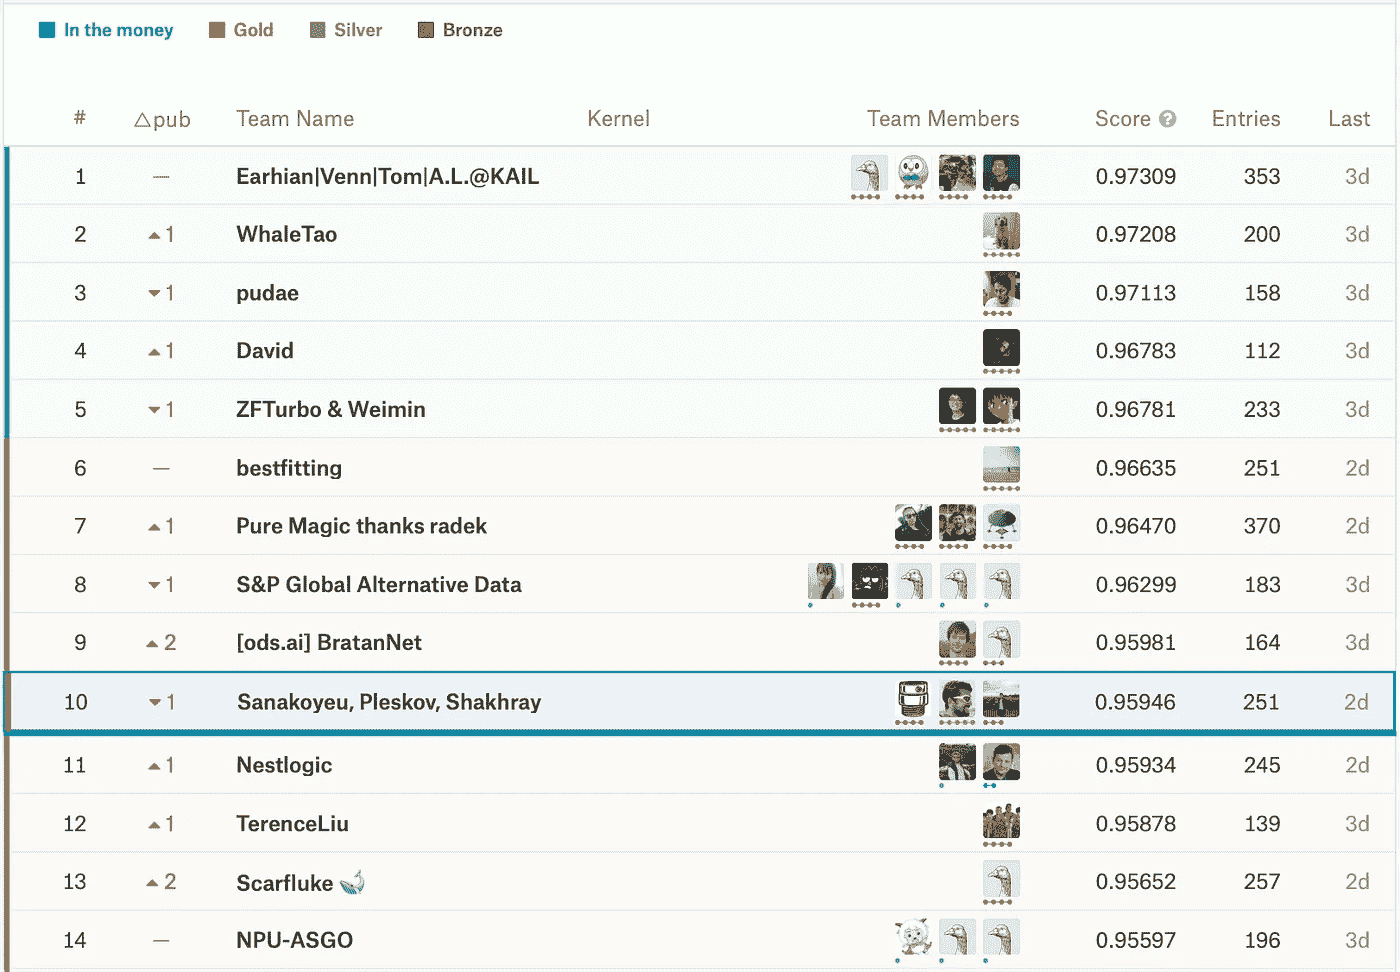 In the money Gold Silver Bronze
# △pub Team Name Kernel Team Members Score ? Entries Last
1 — Earhian|Venn|Tom|A.L.@KAIL 0.97309 353 3d
2 ▲1 WhaleTao 0.97208 200 3d
3 ▼1 pudae 0.97113 158 3d
4 ▲1 David 0.96783 112 3d
5 ▼1 ZFTurbo & Weimin 0.96781 233 3d
6 — bestfitting 0.96635 251 2d
7 ▲1 Pure Magic thanks radek 0.96470 370 2d
8 ▼1 S&P Global Alternative Data 0.96299 183 3d
9 ▲2 [ods.ai] BratanNet 0.95981 164 3d
10 ▼1 Sanakoyeu, Pleskov, Shakhray 0.95946 251 2d
11 ▲1 Nestlogic 0.95934 245 2d
12 ▲1 TerenceLiu 0.95878 139 3d
13 ▲2 Scarfluke 🐳 0.95652 257 2d
14 — NPU-ASGO 0.95597 196 3d